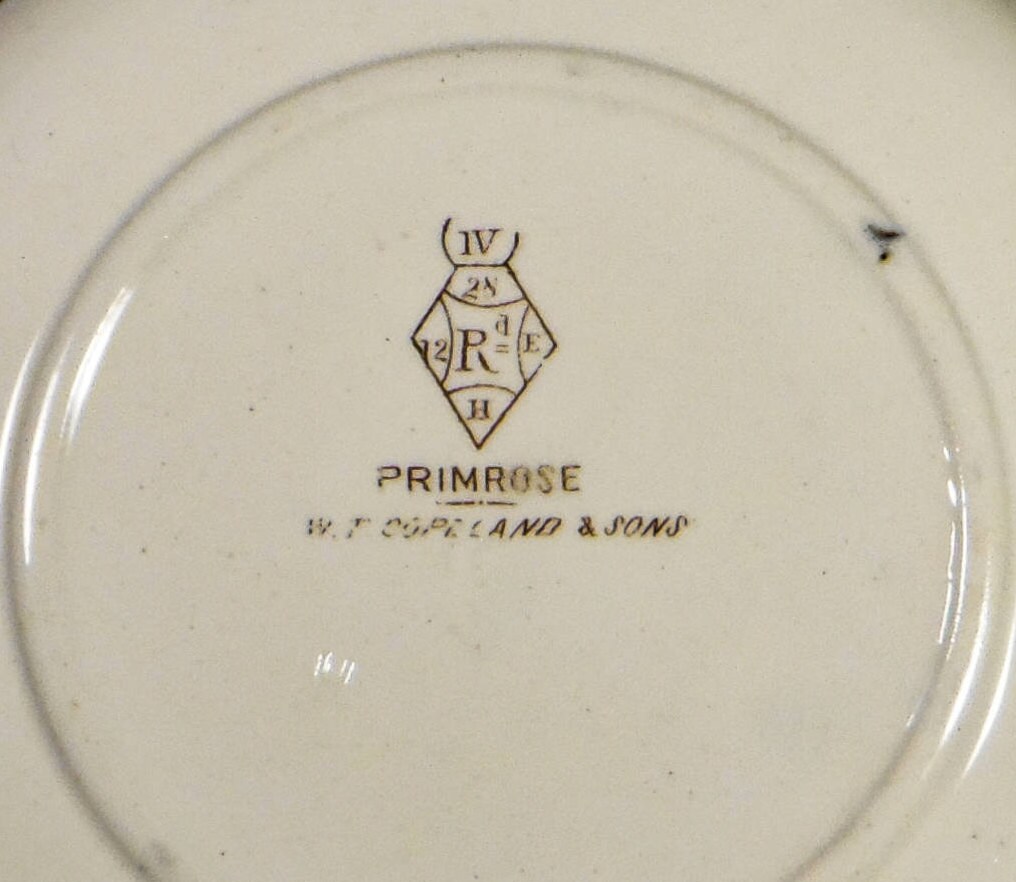 IV
28
12 Rd E
H
PRIMROSE
W. T COPELAND & SONS